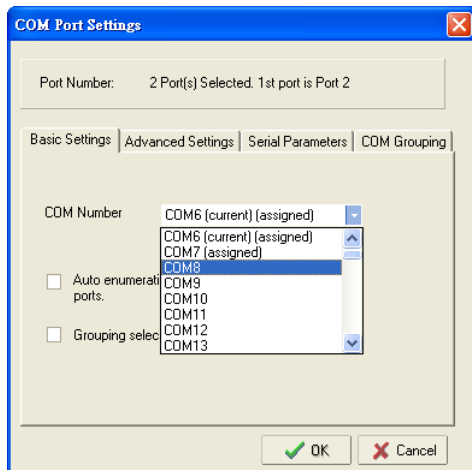 COM Port Settings
Port Number: 2 Port(s) Selected. 1st port is Port 2
Basic Settings Advanced Settings Serial Parameters COM Grouping
COM Number COM6 (current) (assigned)
COM6 (current) (assigned)
COM7 (assigned)
COM8
COM9
COM10
COM11
COM12
COM13
Auto
ports.
Grouping
OK Cancel